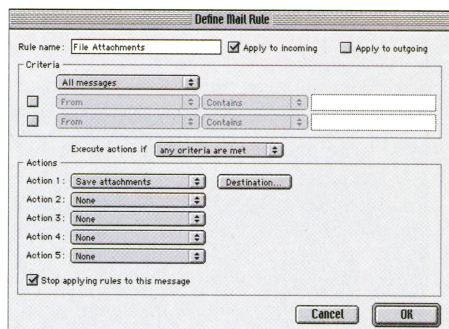 Define Mail Rule
Rule name: File Attachments Apply to incoming Apply to outgoing
Criteria
All messages
From Contains
From Contains
Execute actions if any criteria are met
Actions
Action 1: Save attachments Destination...
Action 2: None
Action 3: None
Action 4: None
Action 5: None
Stop applying rules to this message
Cancel OK